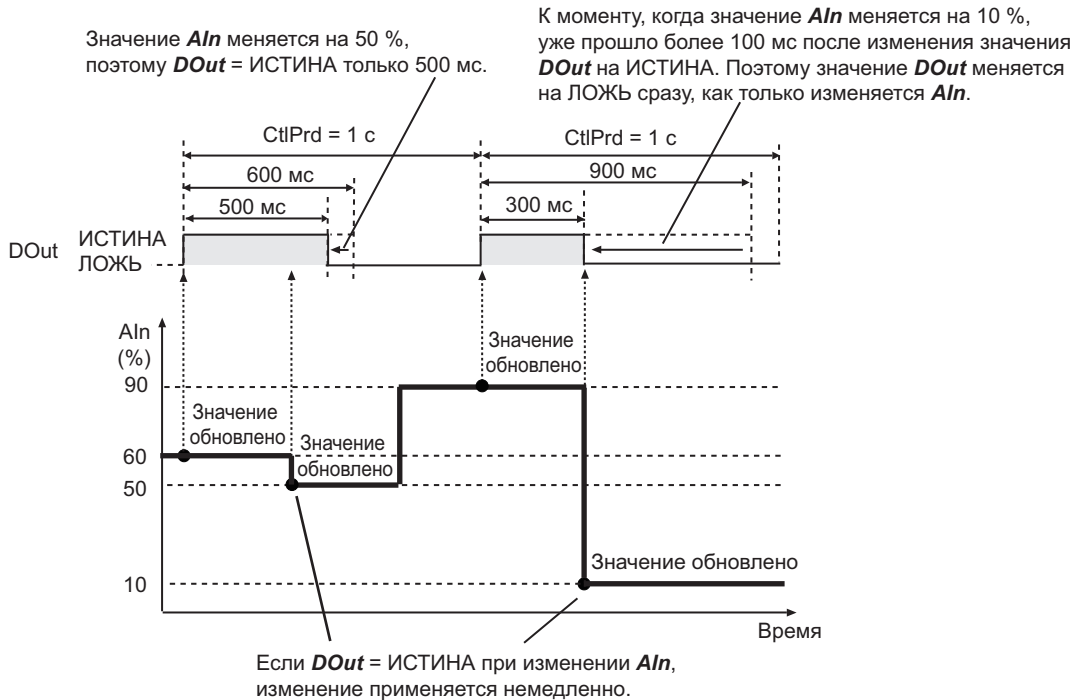 Значение AIn меняется на 50 %,
поэтому DOut = ИСТИНА только 500 мс.
К моменту, когда значение AIn меняется на 10 %,
уже прошло более 100 мс после изменения значения
DOut на ИСТИНА. Поэтому значение DOut меняется
на ЛОЖЬ сразу, как только изменяется AIn.
CtlPrd = 1 с
CtlPrd = 1 с
600 мс
900 мс
500 мс
300 мс
DOut
ИСТИНА
ЛОЖЬ
AIn
(%)
90
60
50
10
Значение
обновлено
Значение
обновлено
Значение
обновлено
Значение обновлено
Время
Если DOut = ИСТИНА при изменении AIn,
изменение применяется немедленно.